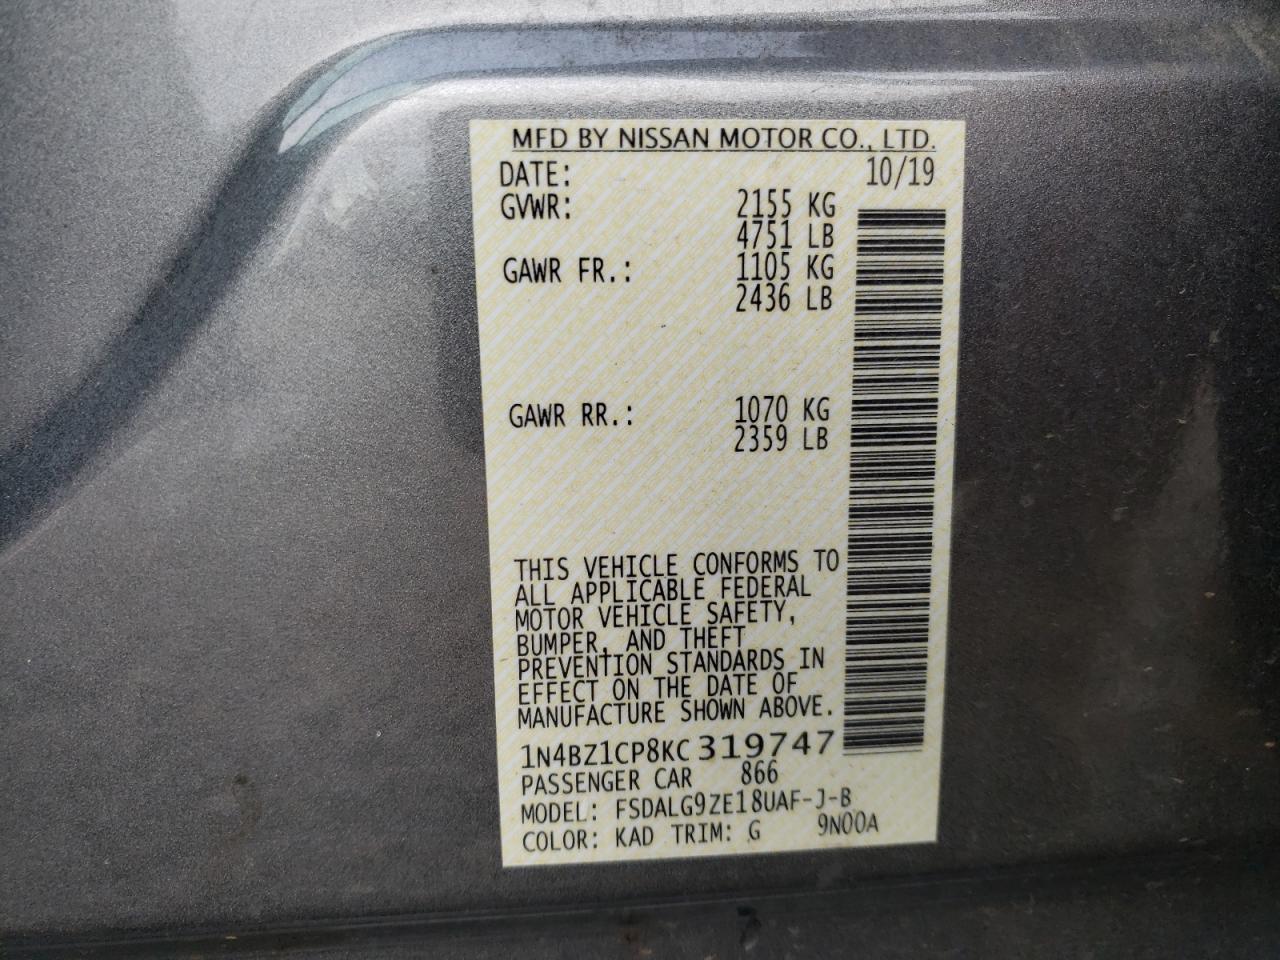 MFD BY NISSAN MOTOR CO., LTD.
DATE: 10/19
GVWR: 2155 KG
4751 LB
GAWR FR.: 1105 KG
2436 LB
GAWR RR.: 1070 KG
2359 LB
THIS VEHICLE CONFORMS TO
ALL APPLICABLE FEDERAL
MOTOR VEHICLE SAFETY,
BUMPER, AND THEFT
PREVENTION STANDARDS IN
EFFECT ON THE DATE OF
MANUFACTURE SHOWN ABOVE.
1N4BZ1CP8KC 319747
PASSENGER CAR 866
MODEL: FSDALG9ZE18UAF-J-B
COLOR: KAD TRIM: G 9N00A